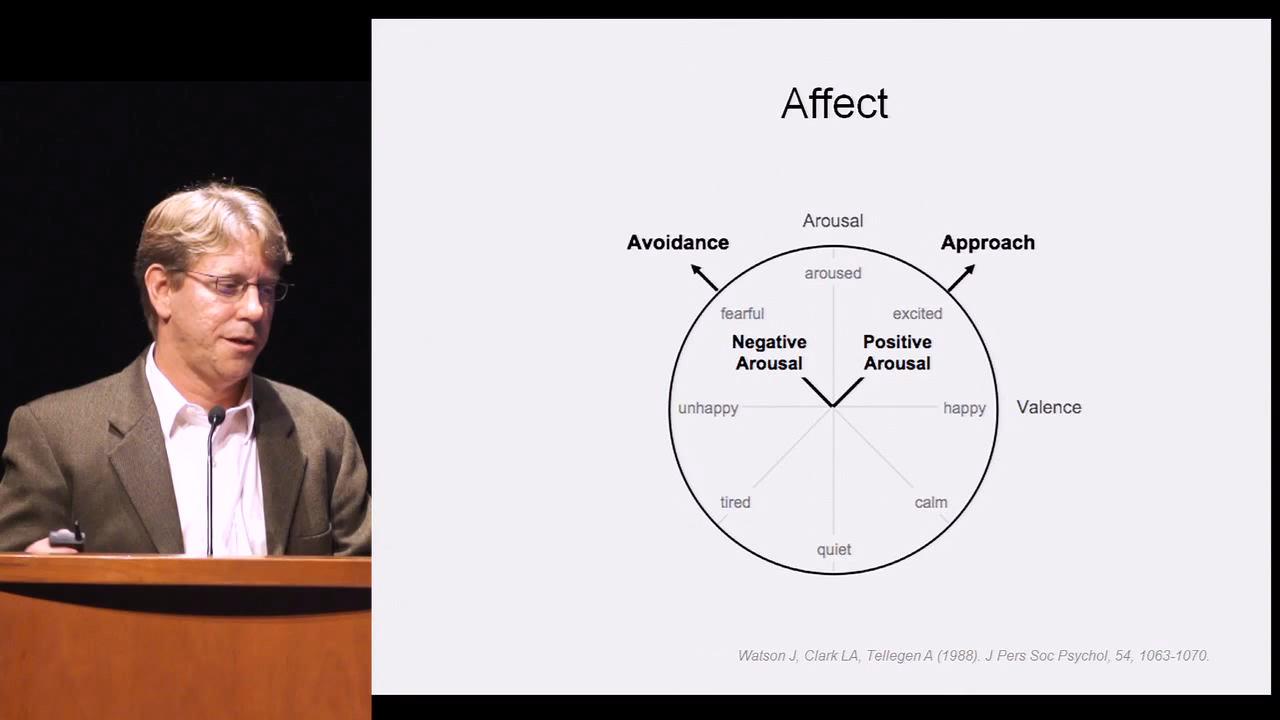 Affect
Arousal
Avoidance
Approach
aroused
fearful
excited
Negative
Arousal
Positive
Arousal
unhappy
happy
Valence
tired
calm
quiet
Watson J, Clark LA, Tellegen A (1988). J Pers Soc Psychol, 54, 1063-1070.